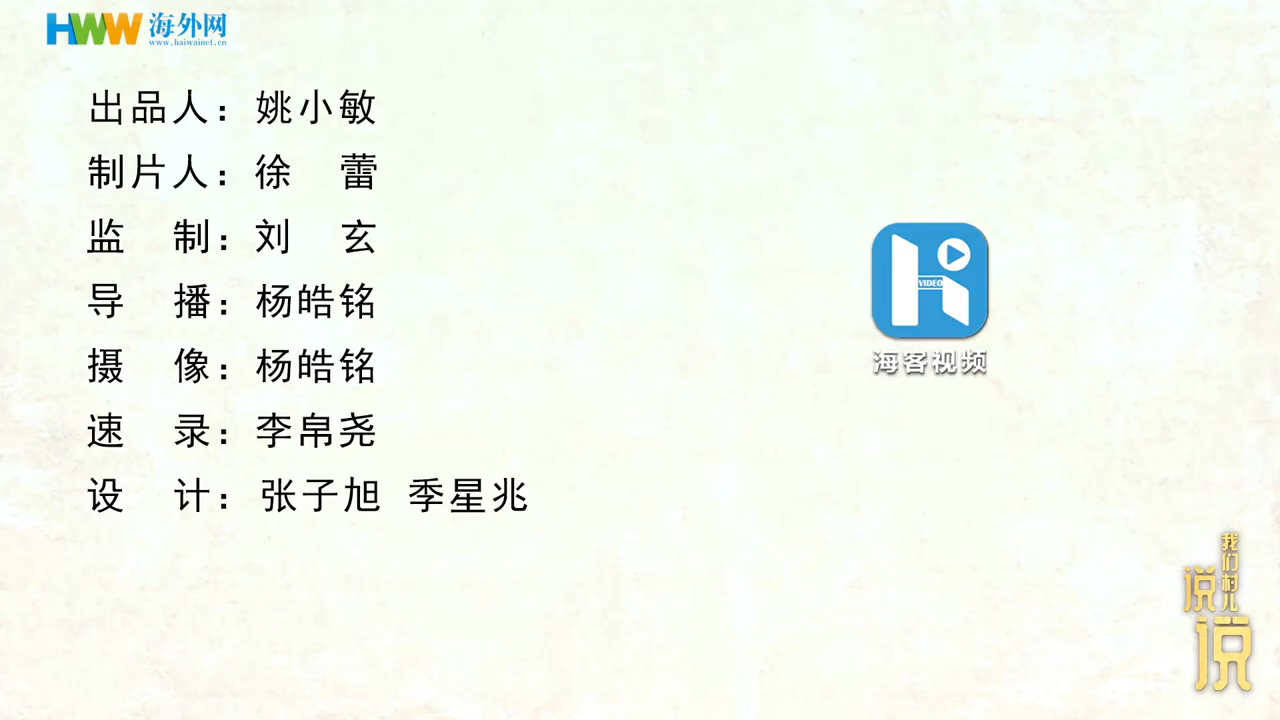 HWW 海外网
www.haiwainet.cn
出品人：姚小敏
制片人：徐 蕾
监 制：刘 玄
导 播：杨皓铭
摄 像：杨皓铭
速 录：李帛尧
设 计：张子旭 季星兆
VIDEO
海客视频
说说
我们村儿